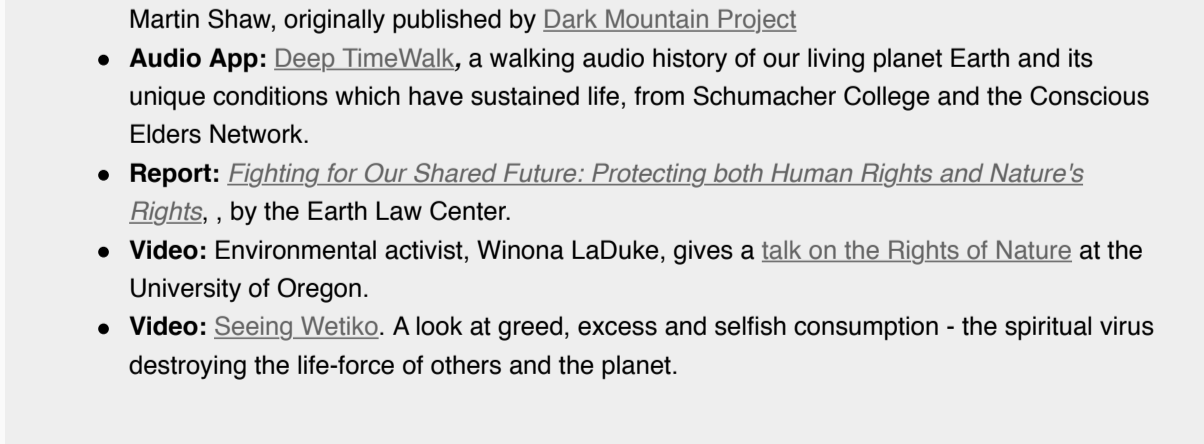 Martin Shaw, originally published by Dark Mountain Project
• Audio App: Deep TimeWalk, a walking audio history of our living planet Earth and its
unique conditions which have sustained life, from Schumacher College and the Conscious
Elders Network.
• Report: Fighting for Our Shared Future: Protecting both Human Rights and Nature's
Rights, , by the Earth Law Center.
• Video: Environmental activist, Winona LaDuke, gives a talk on the Rights of Nature at the
University of Oregon.
• Video: Seeing Wetiko. A look at greed, excess and selfish consumption - the spiritual virus
destroying the life-force of others and the planet.